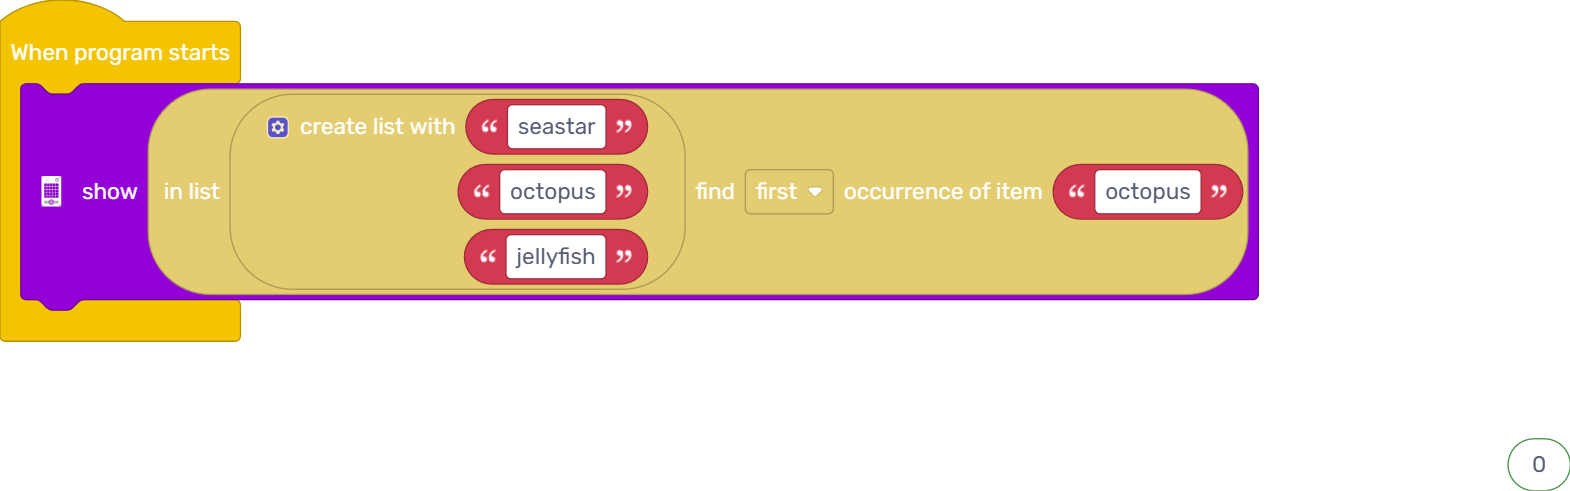 When program starts
create list with “ seastar ”
show in list “ octopus ” find first occurrence of item “ octopus ”
“ jellyfish ”
0